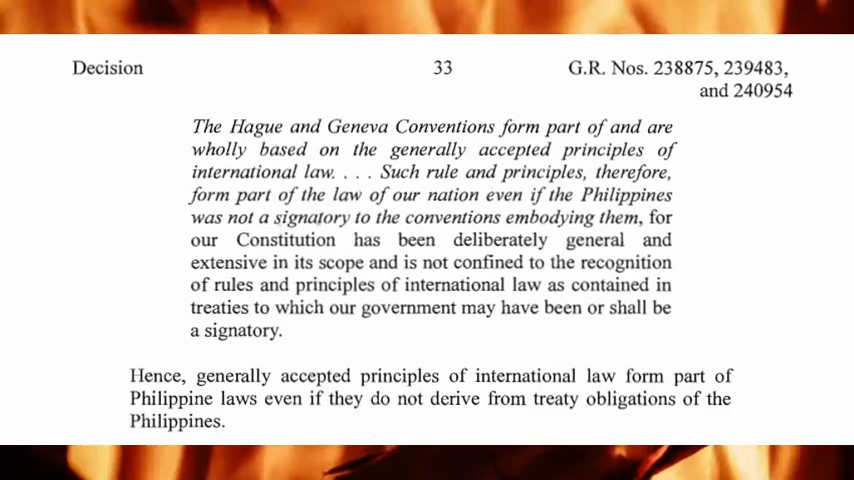 Decision 33 G.R. Nos. 238875, 239483,
and 240954
The Hague and Geneva Conventions form part of and are
wholly based on the generally accepted principles of
international law. . . . Such rule and principles, therefore,
form part of the law of our nation even if the Philippines
was not a signatory to the conventions embodying them, for
our Constitution has been deliberately general and
extensive in its scope and is not confined to the recognition
of rules and principles of international law as contained in
treaties to which our government may have been or shall be
a signatory.
Hence, generally accepted principles of international law form part of
Philippine laws even if they do not derive from treaty obligations of the
Philippines.